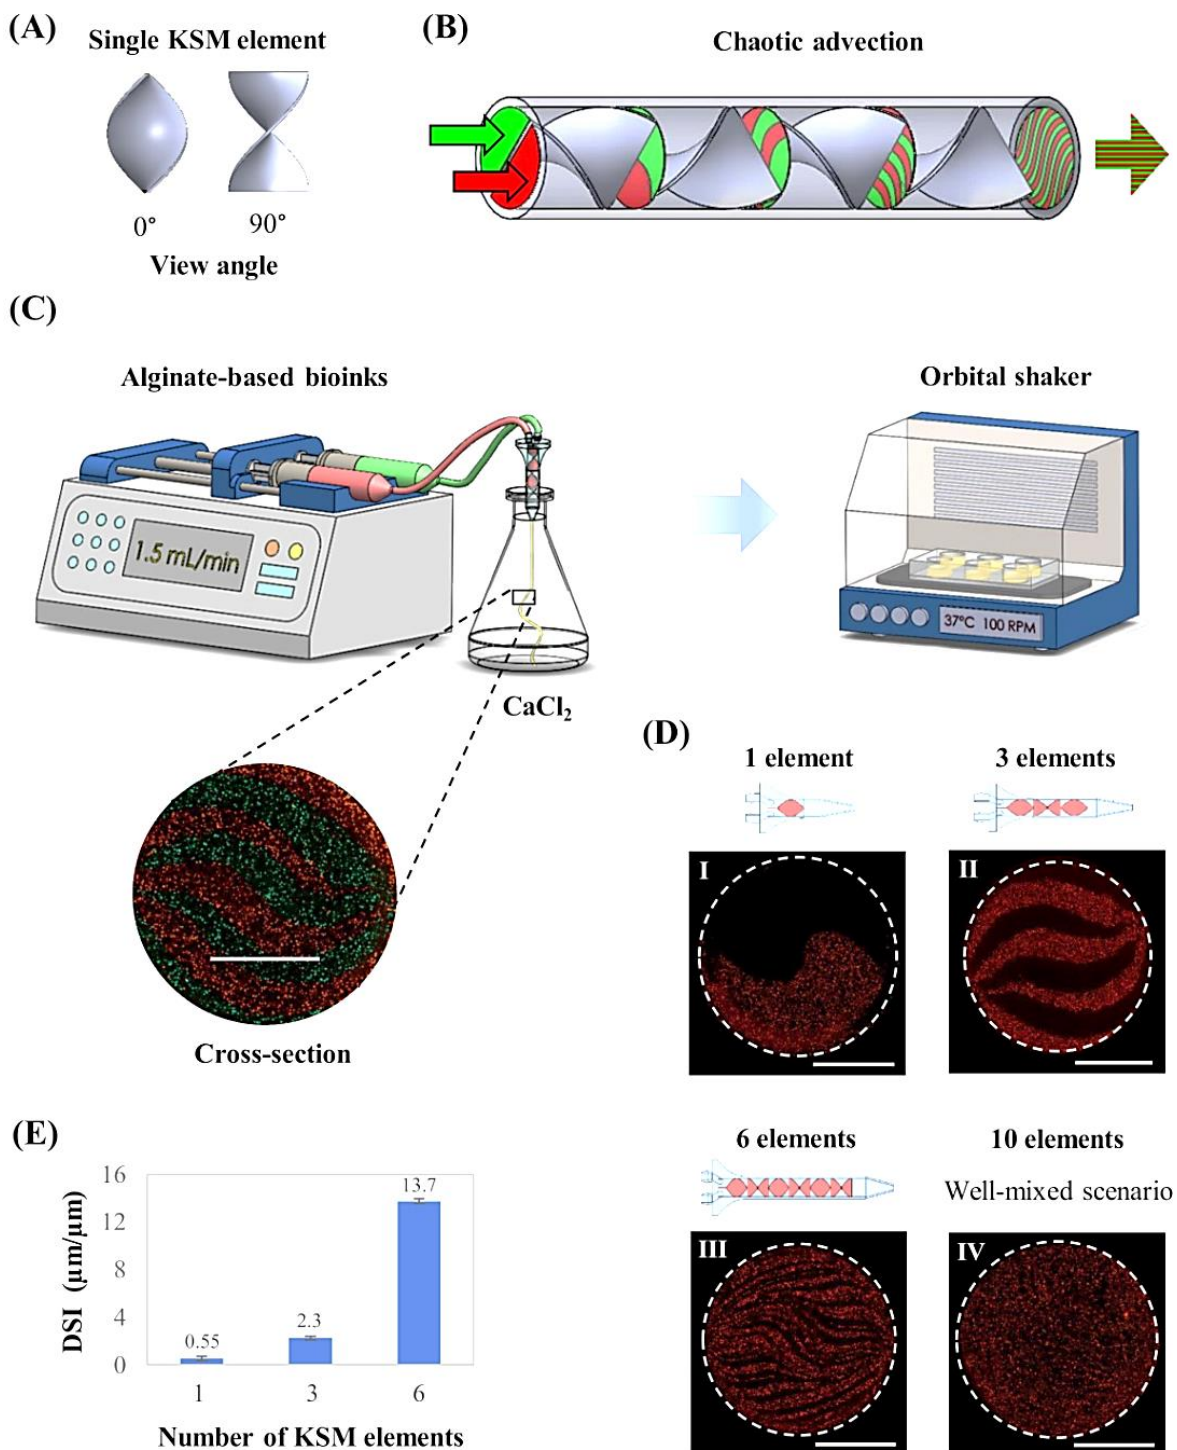 (A)
Single KSM element
0°
90°
View angle
(B)
Chaotic advection
(C)
Alginate-based bioinks
1.5 mL/min
CaCl₂
Cross-section
Orbital shaker
37°C 100 RPM
(D)
1 element
3 elements
I
II
6 elements
10 elements
Well-mixed scenario
III
IV
(E)
DSI (μm/μm)
16
12
8
4
0
0.55
2.3
13.7
1
3
6
Number of KSM elements